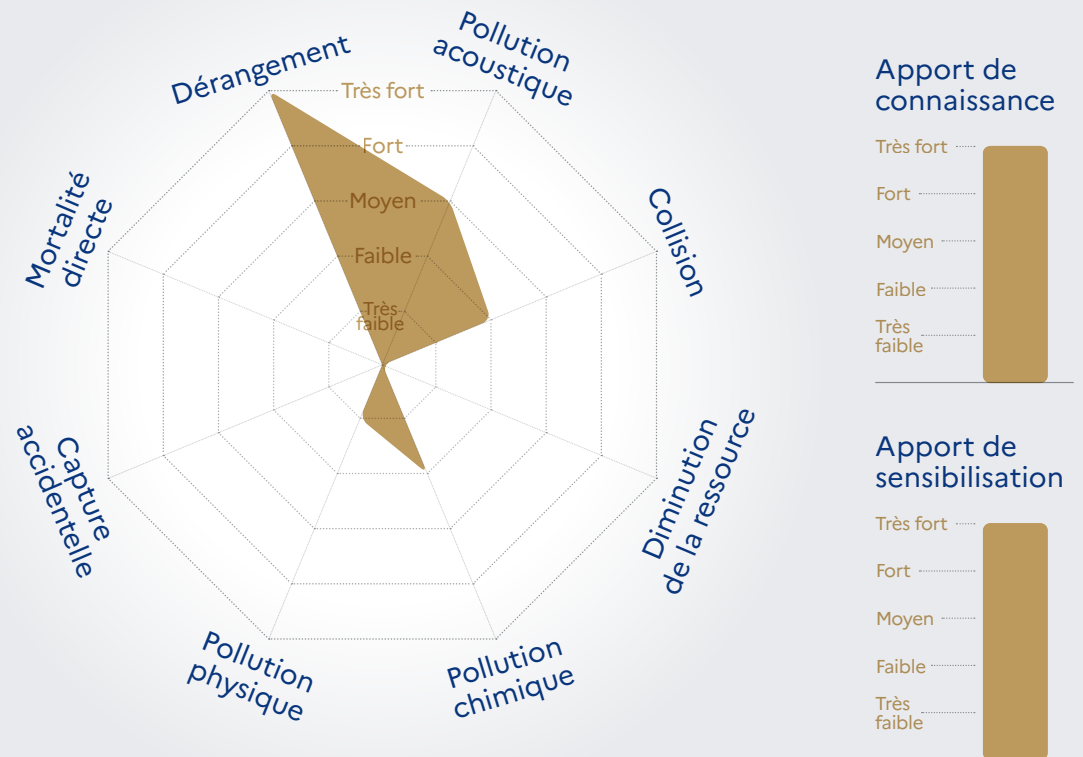 Dérangement
Pollution
acoustique
Collision
Diminution
de la ressource
Pollution
chimique
Pollution
physique
Capture
accidentelle
Mortalité
directe
Très fort
Fort
Moyen
Faible
Très
faible
Apport de
connaissance
Très fort
Fort
Moyen
Faible
Très
faible
Apport de
sensibilisation
Très fort
Fort
Moyen
Faible
Très
faible